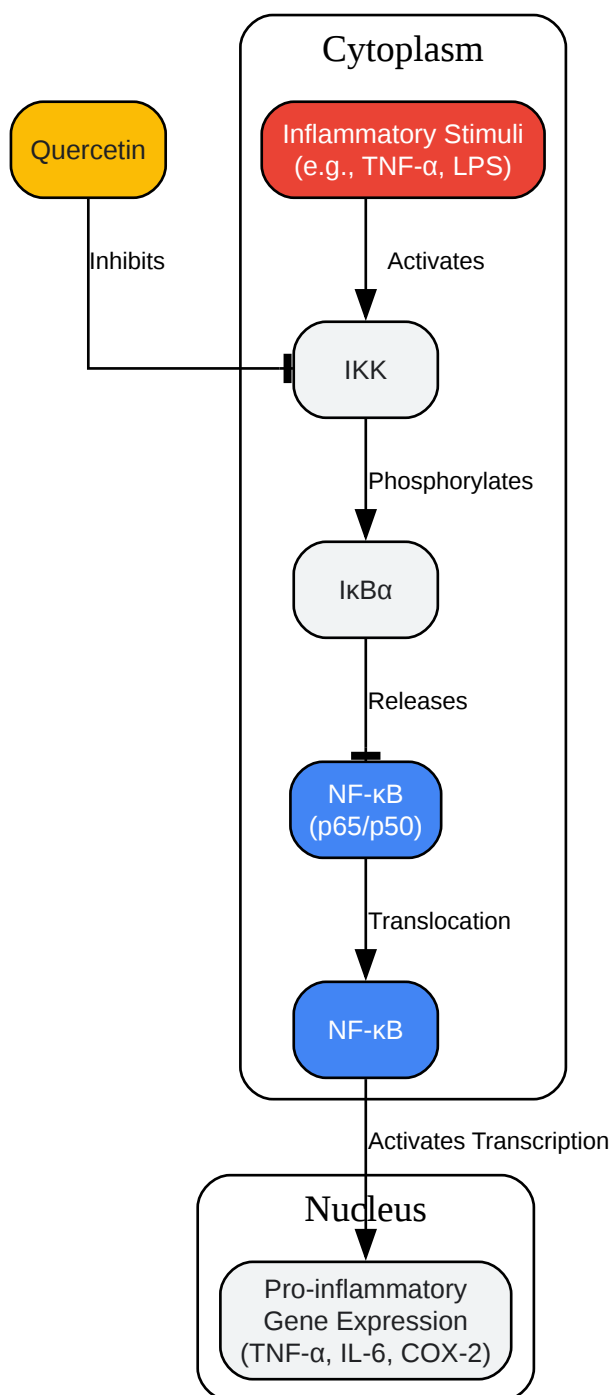 Cytoplasm
Quercetin
Inflammatory Stimuli
(e.g., TNF-α, LPS)
Inhibits
Activates
IKK
Phosphorylates
IκBα
Releases
NF-κB
(p65/p50)
Translocation
NF-κB
Activates Transcription
Nucleus
Pro-inflammatory
Gene Expression
(TNF-α, IL-6, COX-2)